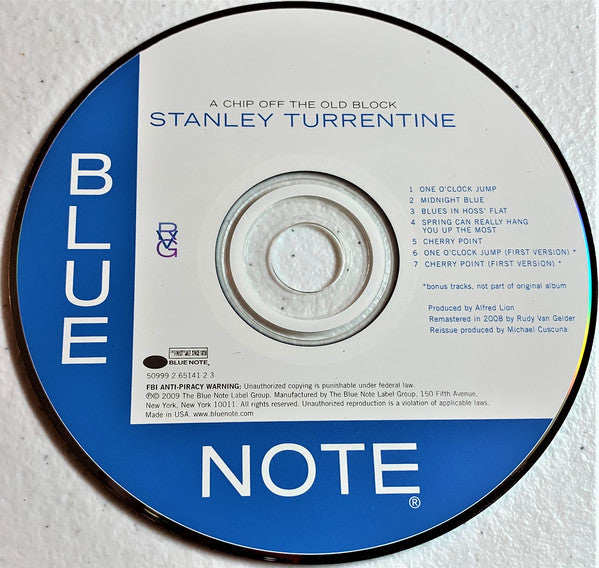 A CHIP OFF THE OLD BLOCK
STANLEY TURRENTINE
BLUE
1 ONE O'CLOCK JUMP
2 MIDNIGHT BLUE
3 BLUES IN HOSS' FLAT
4 SPRING CAN REALLY HANG
YOU UP THE MOST
5 CHERRY POINT
6 ONE O'CLOCK JUMP (FIRST VERSION) *
7 CHERRY POINT (FIRST VERSION) *
*bonus tracks, not part of original album
Produced by Alfred Lion
Remastered in 2008 by Rudy Van Gelder
Reissue produced by Michael Cuscuna
RVG
THE FINEST IN JAZZ SINCE 1939
BLUE NOTE.
50999 2 65141 2 3
FBI ANTI-PIRACY WARNING: Unauthorized copying is punishable under federal law.
℗© 2009 The Blue Note Label Group. Manufactured by The Blue Note Label Group, 150 Fifth Avenue,
New York, New York 10011. All rights reserved. Unauthorized reproduction is a violation of applicable laws.
Made in USA. www.bluenote.com
NOTE®